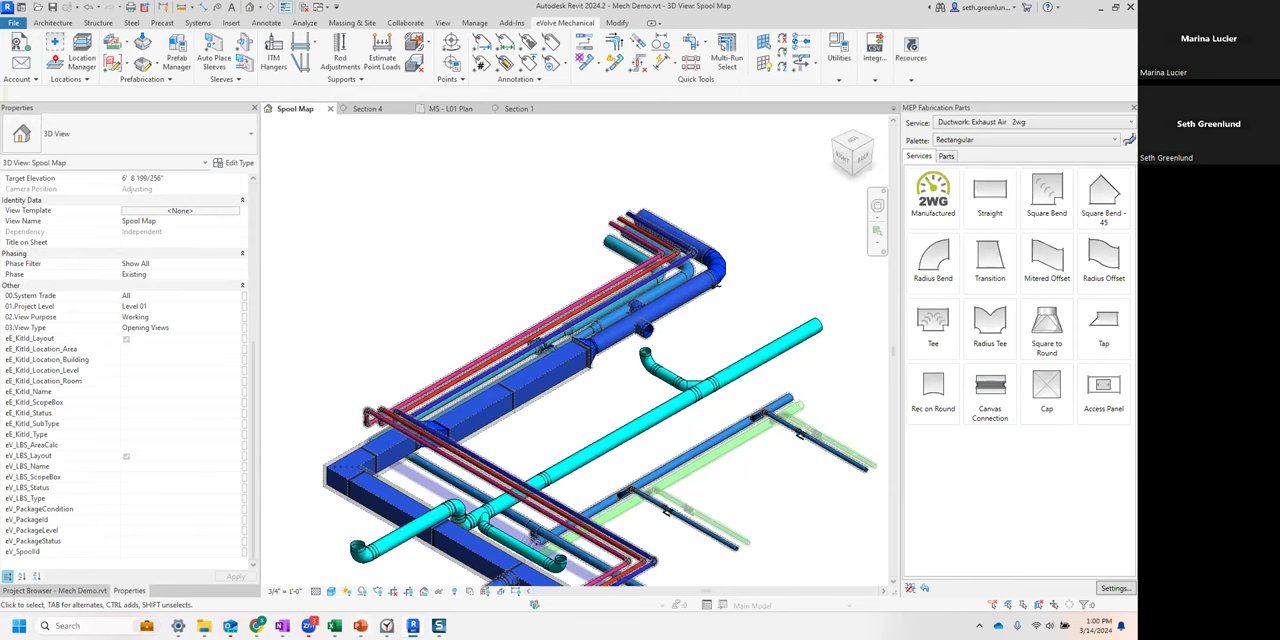 Autodesk Revit 2024.2 - Mech Demo.rvt - 3D View: Spool Map
seth.greenlun...
File Architecture Structure Steel Precast Systems Insert Annotate Analyze Massing & Site Collaborate View Manage Add-Ins eVolve Mechanical Modify
Location Manager
Prefab Manager
Auto Place Sleeves
ITM Hangers
Rod Adjustments
Estimate Point Loads
Multi-Run Select
Utilities
Integr...
Resources
Account Locations Prefabrication Sleeves Supports Points Annotation Quick Tools
Properties
3D View
3D View: Spool Map
Edit Type
Target Elevation 6' 8 199/256"
Camera Position Adjusting
Identity Data
View Template <None>
View Name Spool Map
Dependency Independent
Title on Sheet
Phasing
Phase Filter Show All
Phase Existing
Other
00.System Trade All
01.Project Level Level 01
02.View Purpose Working
03.View Type Opening Views
eE_KitId_Layout
eE_KitId_Location_Area
eE_KitId_Location_Building
eE_KitId_Location_Level
eE_KitId_Location_Room
eE_KitId_Name
eE_KitId_ScopeBox
eE_KitId_Status
eE_KitId_SubType
eE_KitId_Type
eV_LBS_AreaCalc
eV_LBS_Layout
eV_LBS_Name
eV_LBS_ScopeBox
eV_LBS_Status
eV_LBS_Type
eV_PackageCondition
eV_PackageId
eV_PackageLevel
eV_PackageStatus
eV_SpoolId
Apply
Project Browser - Mech Demo.rvt Properties
Spool Map Section 4 MS - L01 Plan Section 1
3/4" = 1'-0"
Click to select, TAB for alternates, CTRL adds, SHIFT unselects.
Main Model
MEP Fabrication Parts
Service: Ductwork: Exhaust Air 2wg
Palette: Rectangular
Services Parts
2WG
Manufactured Straight Square Bend Square Bend - 45
Radius Bend Transition Mitered Offset Radius Offset
Tee Radius Tee Square to Round Tap
Rec on Round Canvas Connection Cap Access Panel
Settings...
Marina Lucier
Marina Lucier
Seth Greenlund
Seth Greenlund
Search
1:00 PM
3/14/2024